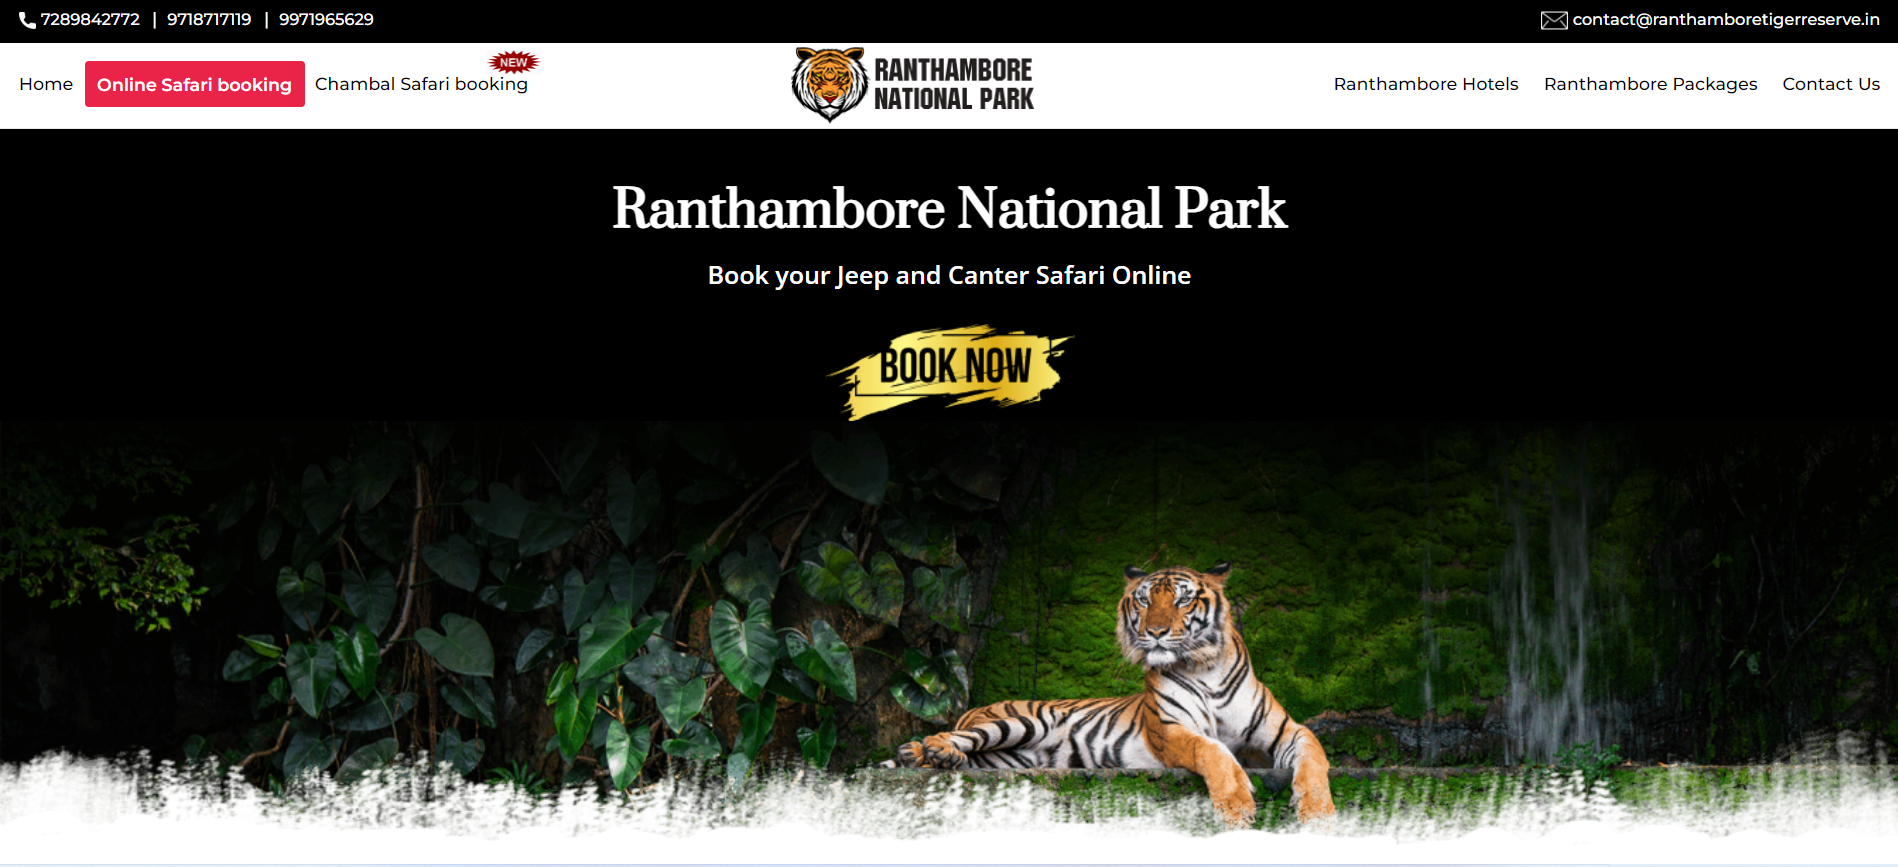 7289842772 | 9718717119 | 9971965629
contact@ranthamboretigerreserve.in
Home
Online Safari booking
Chambal Safari booking
NEW
RANTHAMBORE
NATIONAL PARK
Ranthambore Hotels
Ranthambore Packages
Contact Us
Ranthambore National Park
Book your Jeep and Canter Safari Online
BOOK NOW